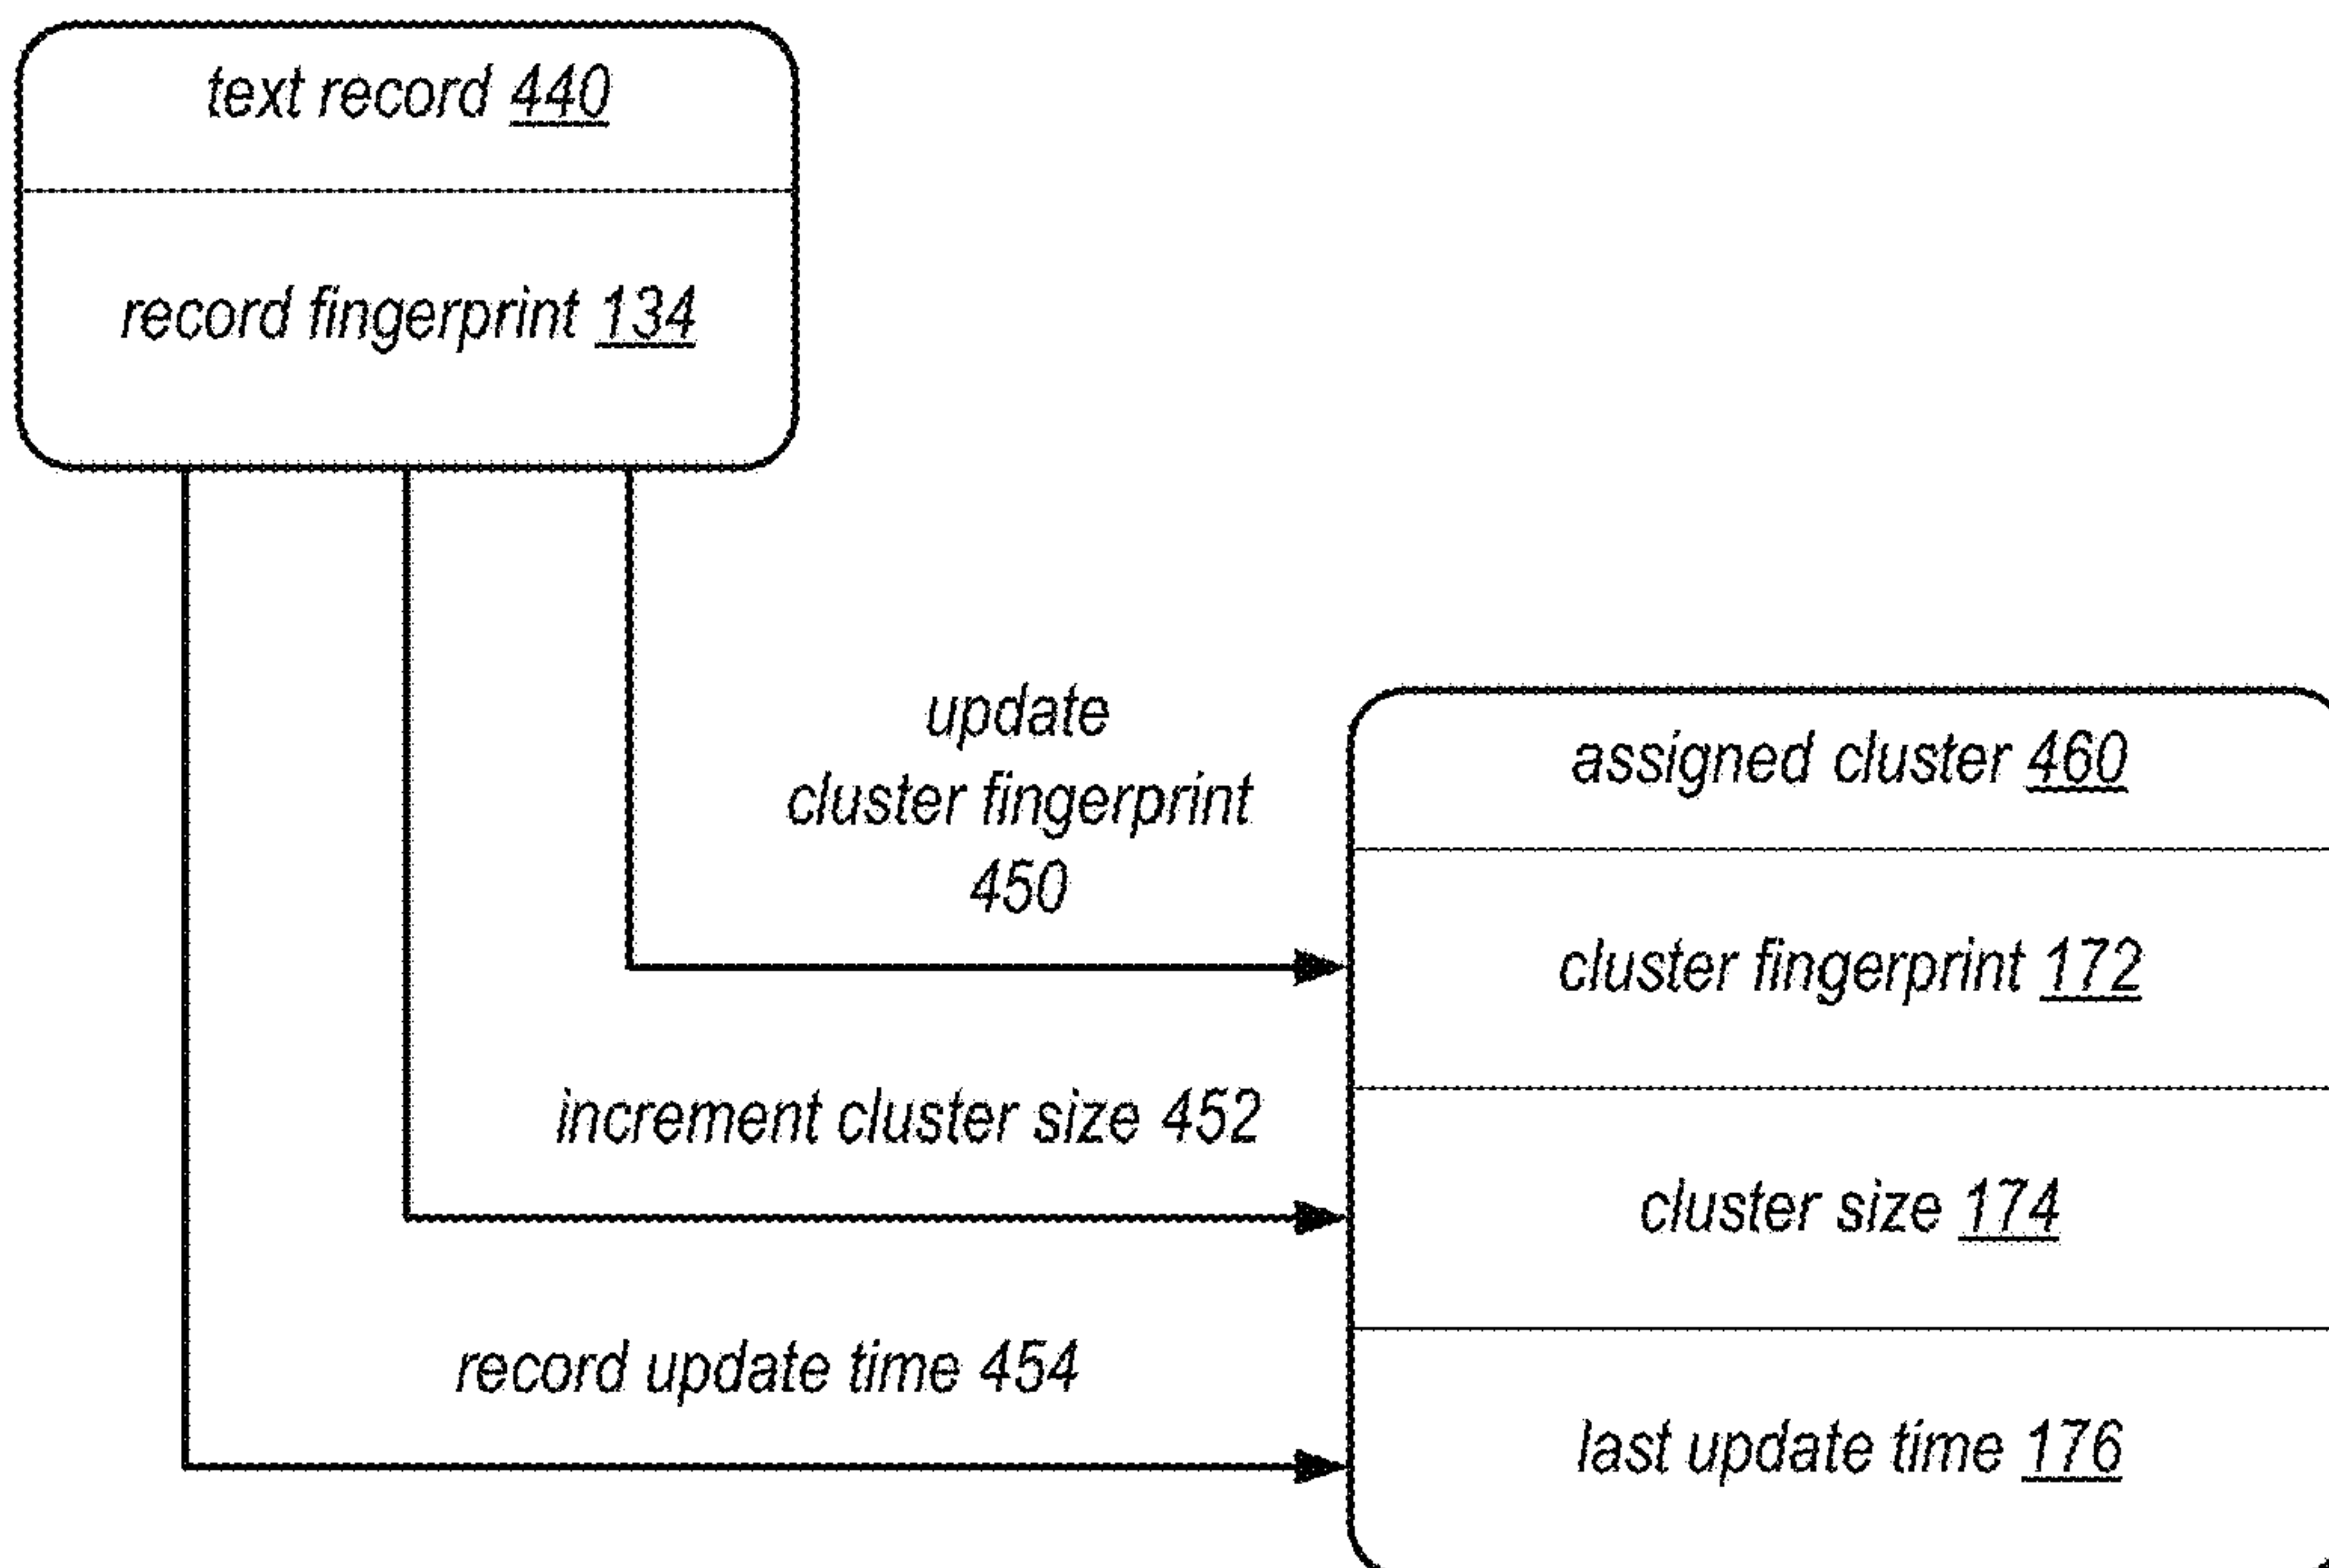 text record 440
record fingerprint 134
update
cluster fingerprint
450
assigned cluster 460
cluster fingerprint 172
increment cluster size 452
cluster size 174
record update time 454
last update time 176